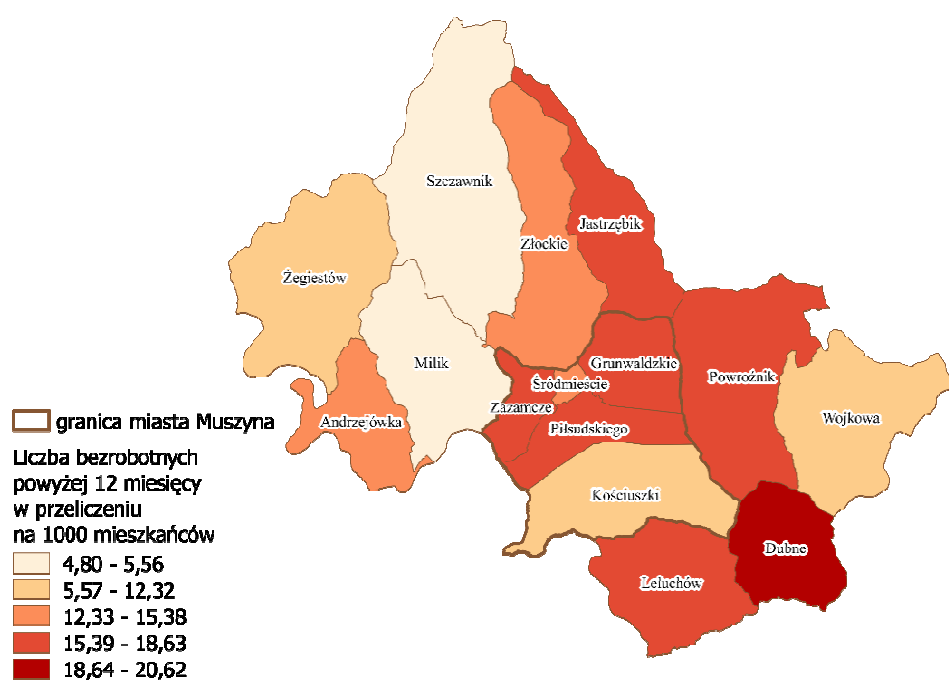 Szczawnik
Jastrzębik
Złockie
Żegiestów
Milik
Grunwaldzkie
Powroźnik
Śródmieście
Zazamcze
Andrzejówka
Wojkowa
Piłsudskiego
Kościuszki
Dubne
Leluchów
granica miasta Muszyna
Liczba bezrobotnych
powyżej 12 miesięcy
w przeliczeniu
na 1000 mieszkańców
4,80 - 5,56
5,57 - 12,32
12,33 - 15,38
15,39 - 18,63
18,64 - 20,62